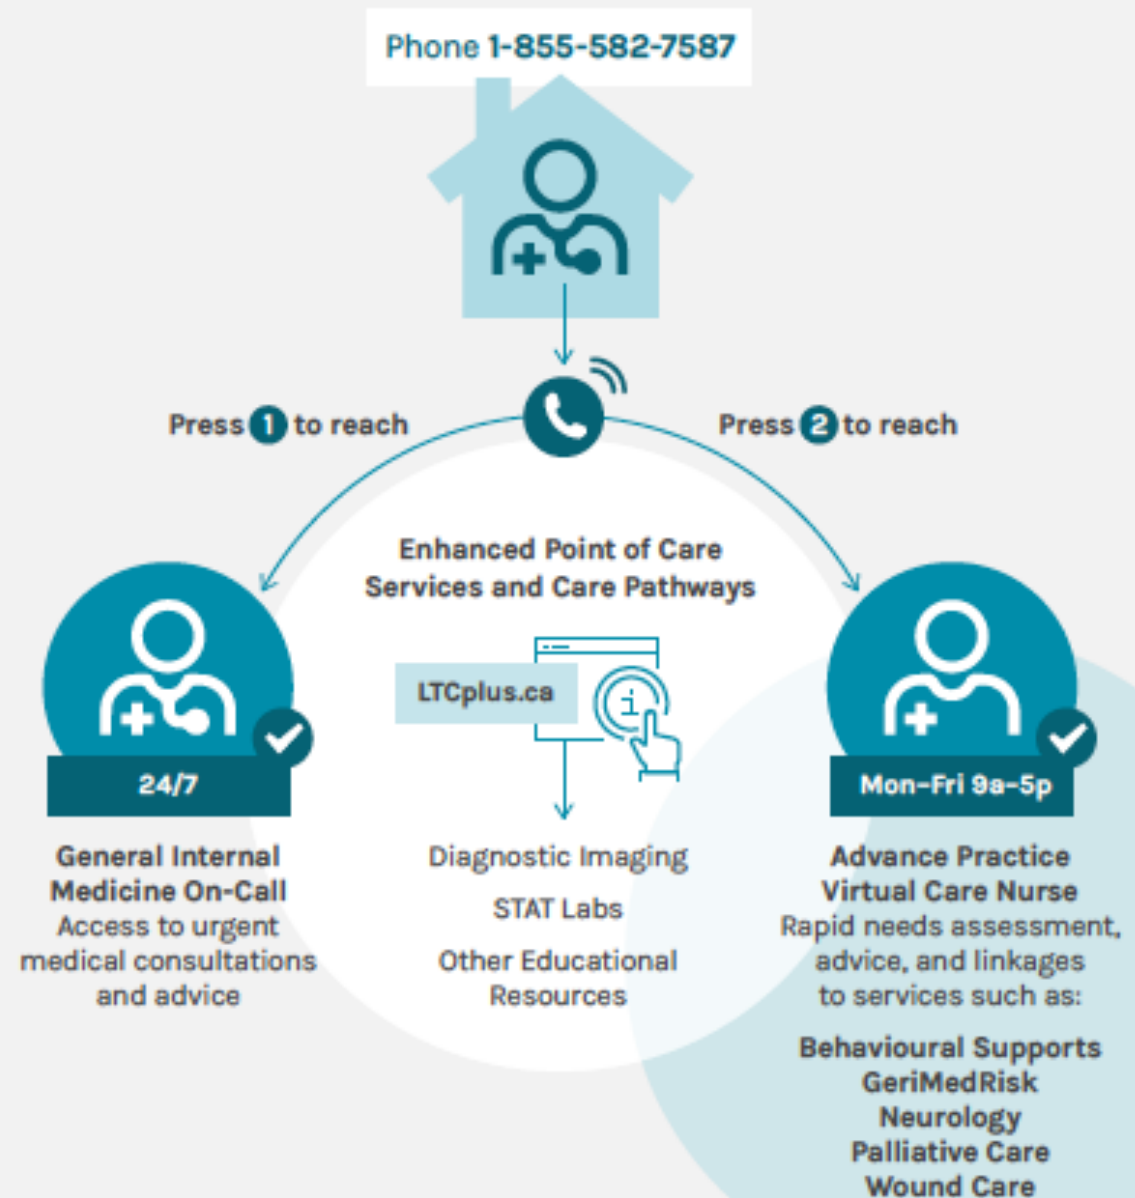 Phone 1-855-582-7587
Press 1 to reach
Press 2 to reach
Enhanced Point of Care
Services and Care Pathways
LTCplus.ca
i
Diagnostic Imaging
STAT Labs
Other Educational
Resources
24/7
General Internal
Medicine On-Call
Access to urgent
medical consultations
and advice
Mon-Fri 9a-5p
Advance Practice
Virtual Care Nurse
Rapid needs assessment,
advice, and linkages
to services such as:
Behavioural Supports
GeriMedRisk
Neurology
Palliative Care
Wound Care